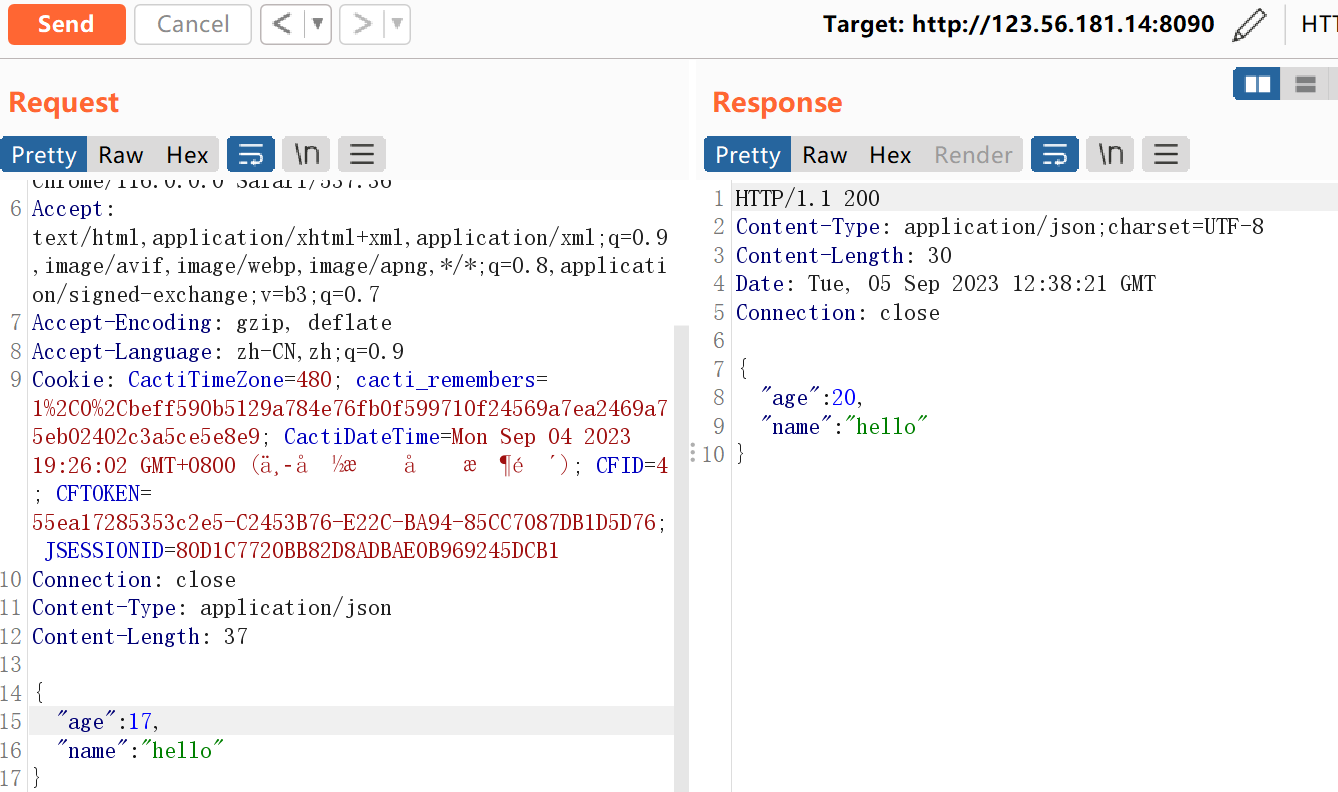 Send Cancel < ▼ > ▼ Target: http://123.56.181.14:8090 HTT
Request
Pretty Raw Hex \n
Chrome/116.0.0.0 Safari/537.36
6 Accept:
text/html,application/xhtml+xml,application/xml;q=0.9
,image/avif,image/webp,image/apng,*/*;q=0.8,applicati
on/signed-exchange;v=b3;q=0.7
7 Accept-Encoding: gzip, deflate
8 Accept-Language: zh-CN,zh;q=0.9
9 Cookie: CactiTimeZone=480; cacti_remembers=
1%2C0%2Cbeff590b5129a784e76fb0f599710f24569a7ea2469a7
5eb02402c3a5ce5e8e9; CactiDateTime=Mon Sep 04 2023
19:26:02 GMT+0800 (ä¸-å ½æ å æ ¶é ´); CFID=4
; CFTOKEN=
55ea17285353c2e5-C2453B76-E22C-BA94-85CC7087DB1D5D76;
JSESSIONID=80D1C7720BB82D8ADBAE0B969245DCB1
10 Connection: close
11 Content-Type: application/json
12 Content-Length: 37
13
14 {
15 "age":17,
16 "name":"hello"
17 }
Response
Pretty Raw Hex Render \n
1 HTTP/1.1 200
2 Content-Type: application/json;charset=UTF-8
3 Content-Length: 30
4 Date: Tue, 05 Sep 2023 12:38:21 GMT
5 Connection: close
6
7 {
8 "age":20,
9 "name":"hello"
10 }